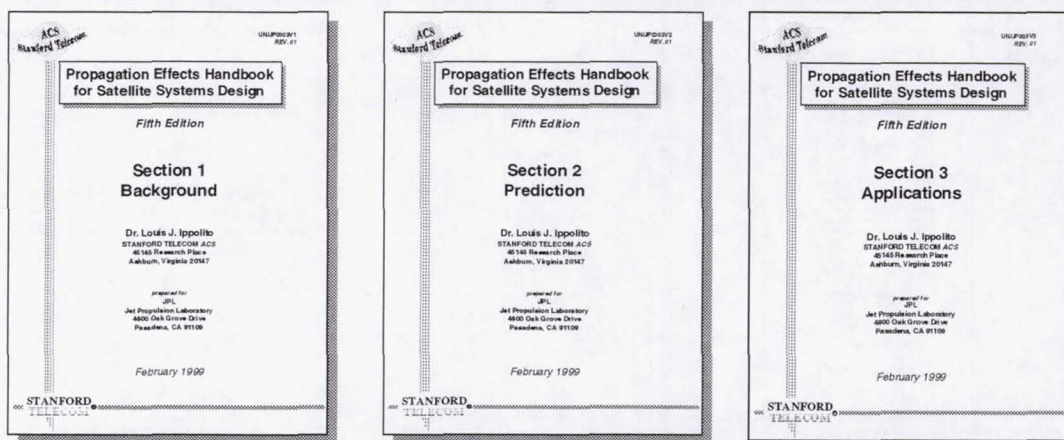 ACS
Stanford Telecom
UNUJP0003V1
REV. 01
Propagation Effects Handbook
for Satellite Systems Design
Fifth Edition
Section 1
Background
Dr. Louis J. Ippolito
STANFORD TELECOM ACS
45145 Research Place
Ashburn, Virginia 20147
prepared for
JPL
Jet Propulsion Laboratory
4800 Oak Grove Drive
Pasadena, CA 91109
February 1999
STANFORD
TELECOM
ACS
Stanford Telecom
UNUJP0003V2
REV. 01
Propagation Effects Handbook
for Satellite Systems Design
Fifth Edition
Section 2
Prediction
Dr. Louis J. Ippolito
STANFORD TELECOM ACS
45145 Research Place
Ashburn, Virginia 20147
prepared for
JPL
Jet Propulsion Laboratory
4800 Oak Grove Drive
Pasadena, CA 91109
February 1999
STANFORD
TELECOM
ACS
Stanford Telecom
UNUJP003V3
REV. 01
Propagation Effects Handbook
for Satellite Systems Design
Fifth Edition
Section 3
Applications
Dr. Louis J. Ippolito
STANFORD TELECOM ACS
45145 Research Place
Ashburn, Virginia 20147
prepared for
JPL
Jet Propulsion Laboratory
4800 Oak Grove Drive
Pasadena, CA 91109
February 1999
STANFORD
TELECOM